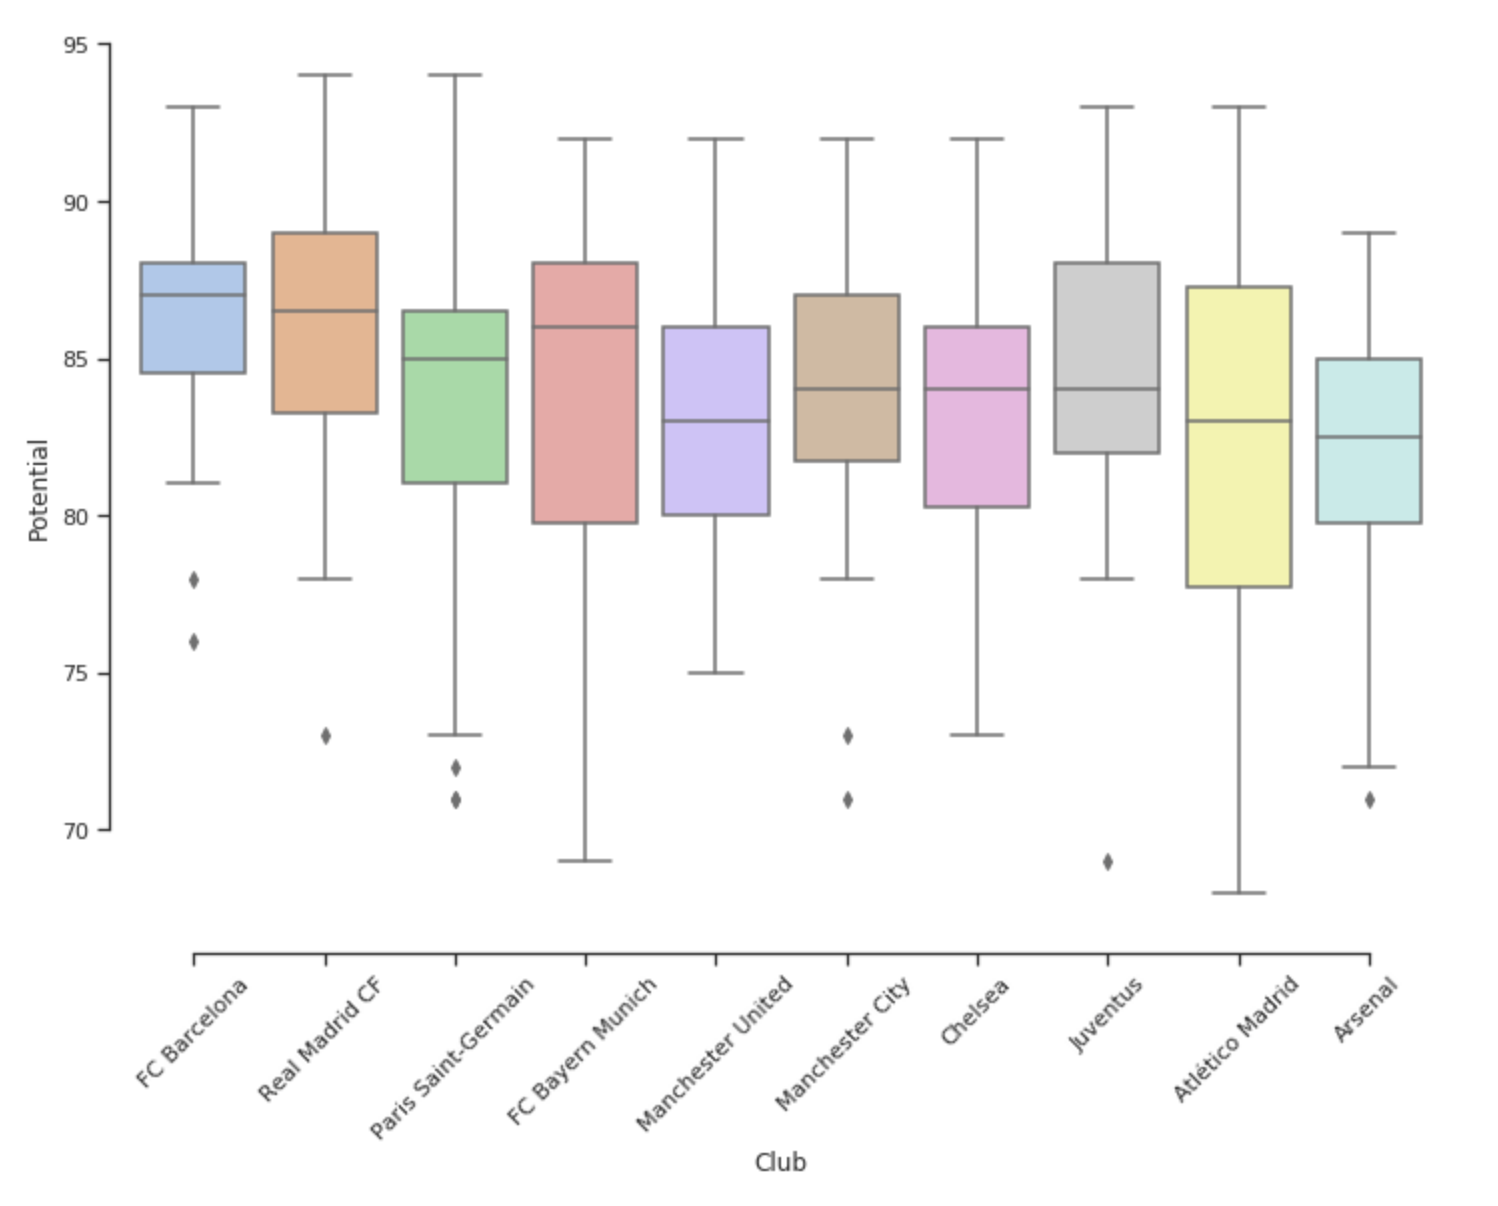 95
90
85
80
75
70
Potential
FC Barcelona
Real Madrid CF
Paris Saint-Germain
FC Bayern Munich
Manchester United
Manchester City
Chelsea
Juventus
Atlético Madrid
Arsenal
Club